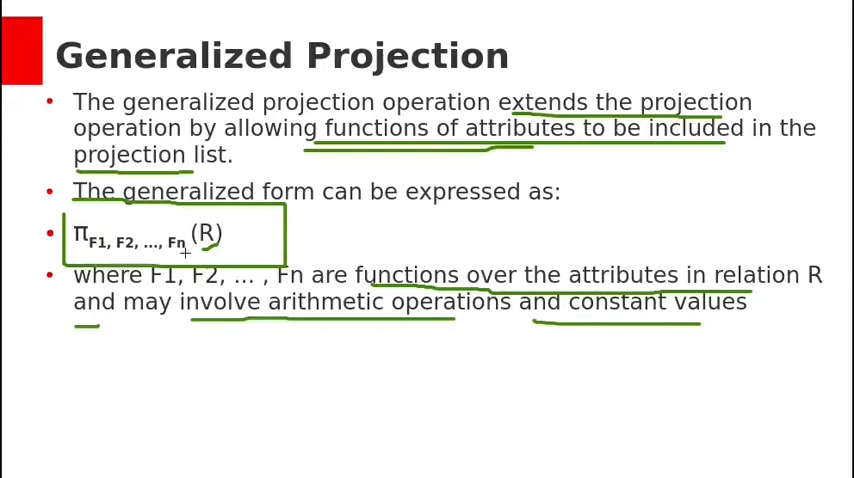 Generalized Projection
• The generalized projection operation extends the projection
operation by allowing functions of attributes to be included in the
projection list.
• The generalized form can be expressed as:
• π F1, F2, ..., Fn (R)
• where F1, F2, ... , Fn are functions over the attributes in relation R
and may involve arithmetic operations and constant values